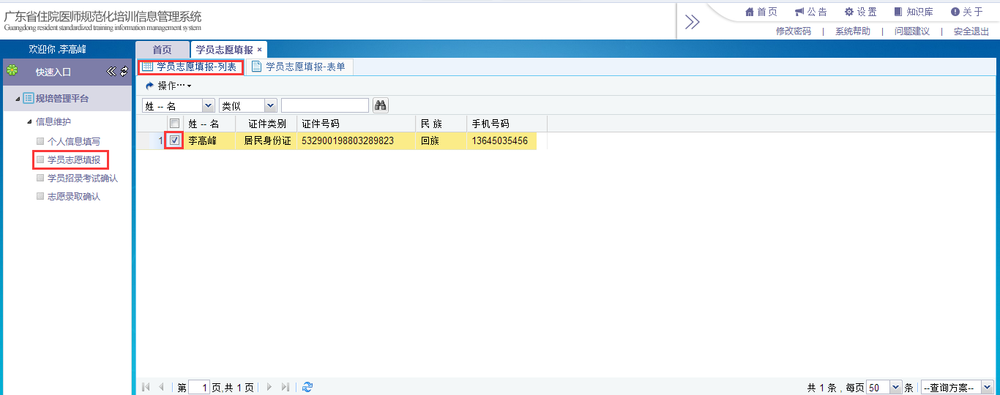 广东省住院医师规范化培训信息管理系统
Guangdong resident standardized training information management system
首页 公告 设置 知识库 关于
修改密码 | 系统帮助 | 问题建议 | 安全退出
欢迎你 ,李高峰
首页 学员志愿填报 ×
快速入口
学员志愿填报-列表 学员志愿填报-表单
操作…
规培管理平台
姓 -- 名 类似
信息维护
姓 -- 名 证件类别 证件号码 民 族 手机号码
个人信息填写
1 李高峰 居民身份证 532900198803289823 回族 13645035456
学员志愿填报
学员招录考试确认
志愿录取确认
第 1 页,共 1 页 共 1 条，每页 50 条 --查询方案--